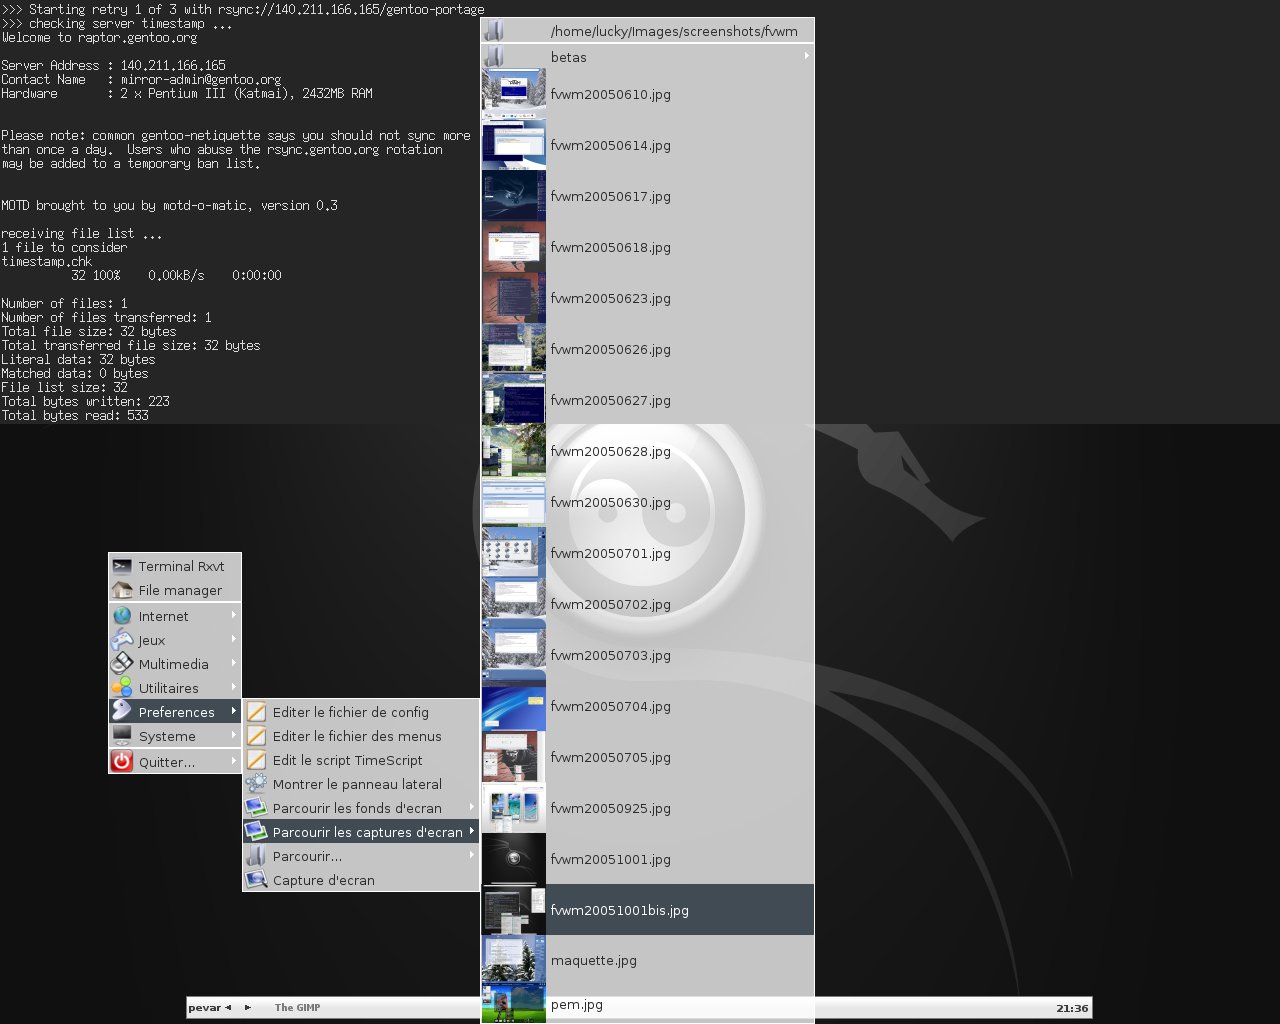 >>> Starting retry 1 of 3 with rsync://140.211.166.165/gentoo-portage
>>> checking server timestamp ...
Welcome to raptor.gentoo.org
Server Address : 140.211.166.165
Contact Name   : mirror-admin@gentoo.org
Hardware       : 2 x Pentium III (Katmai), 2432MB RAM
Please note: common gentoo-netiquette says you should not sync more
than once a day.  Users who abuse the rsync.gentoo.org rotation
may be added to a temporary ban list.
MOTD brought to you by motd-o-matic, version 0.3
receiving file list ...
1 file to consider
timestamp.chk
32 100%    0.00kB/s    0:00:00
Number of files: 1
Number of files transferred: 1
Total file size: 32 bytes
Total transferred file size: 32 bytes
Literal data: 32 bytes
Matched data: 0 bytes
File list size: 32
Total bytes written: 223
Total bytes read: 533
/home/lucky/Images/screenshots/fvwm
betas
fvwm20050610.jpg
fvwm20050614.jpg
fvwm20050617.jpg
fvwm20050618.jpg
fvwm20050623.jpg
fvwm20050626.jpg
fvwm20050627.jpg
fvwm20050628.jpg
fvwm20050630.jpg
fvwm20050701.jpg
fvwm20050702.jpg
fvwm20050703.jpg
fvwm20050704.jpg
fvwm20050705.jpg
fvwm20050925.jpg
fvwm20051001.jpg
fvwm20051001bis.jpg
maquette.jpg
pem.jpg
Terminal Rxvt
File manager
Internet
Jeux
Multimedia
Utilitaires
Preferences
Systeme
Quitter...
Editer le fichier de config
Editer le fichier des menus
Edit le script TimeScript
Montrer le panneau lateral
Parcourir les fonds d'ecran
Parcourir les captures d'ecran
Parcourir...
Capture d'ecran
pevar
The GIMP
21:36